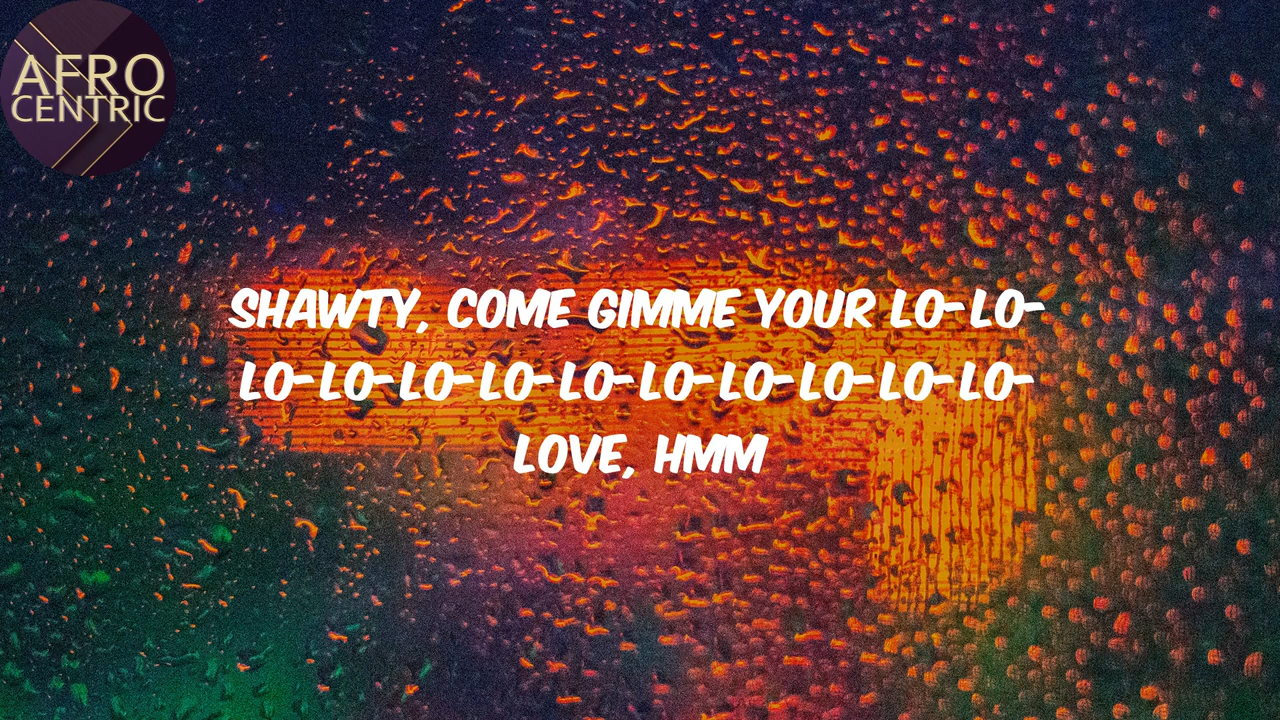 AFRO
CENTRIC
SHAWTY, COME GIMME YOUR LO-LO-
LO-LO-LO-LO-LO-LO-LO-LO-LO-LO-
LOVE, HMM